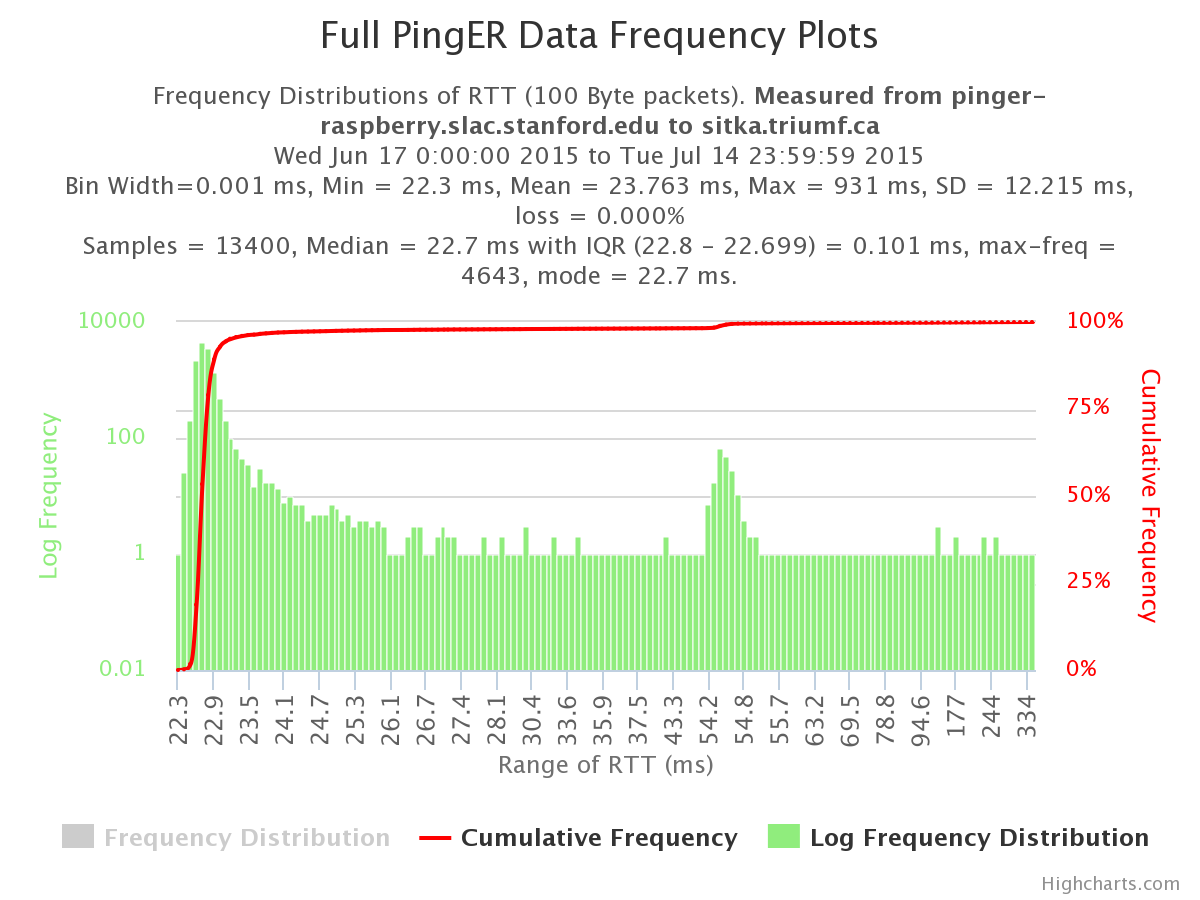 Full PingER Data Frequency Plots
Frequency Distributions of RTT (100 Byte packets). Measured from pinger-
raspberry.slac.stanford.edu to sitka.triumf.ca
Wed Jun 17 0:00:00 2015 to Tue Jul 14 23:59:59 2015
Bin Width=0.001 ms, Min = 22.3 ms, Mean = 23.763 ms, Max = 931 ms, SD = 12.215 ms,
loss = 0.000%
Samples = 13400, Median = 22.7 ms with IQR (22.8 - 22.699) = 0.101 ms, max-freq =
4643, mode = 22.7 ms.
10000
100
1
0.01
Log Frequency
100%
75%
50%
25%
0%
Cumulative Frequency
22.3 22.9 23.5 24.1 24.7 25.3 26.1 26.7 27.4 28.1 30.4 33.6 35.9 37.5 43.3 54.2 54.8 55.7 63.2 69.5 78.8 94.6 177 244 334
Range of RTT (ms)
Frequency Distribution Cumulative Frequency Log Frequency Distribution
Highcharts.com